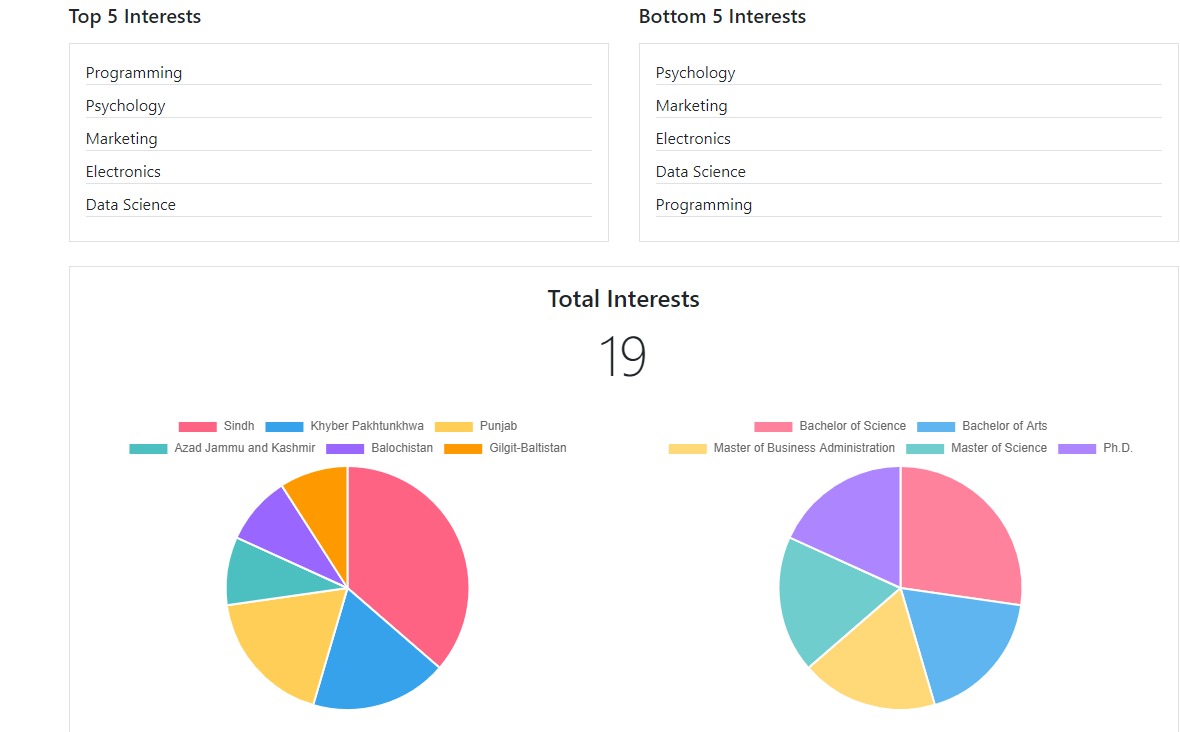 Top 5 Interests
Programming
Psychology
Marketing
Electronics
Data Science
Bottom 5 Interests
Psychology
Marketing
Electronics
Data Science
Programming
Total Interests
19
Sindh Khyber Pakhtunkhwa Punjab
Azad Jammu and Kashmir Balochistan Gilgit-Baltistan
Bachelor of Science Bachelor of Arts
Master of Business Administration Master of Science Ph.D.